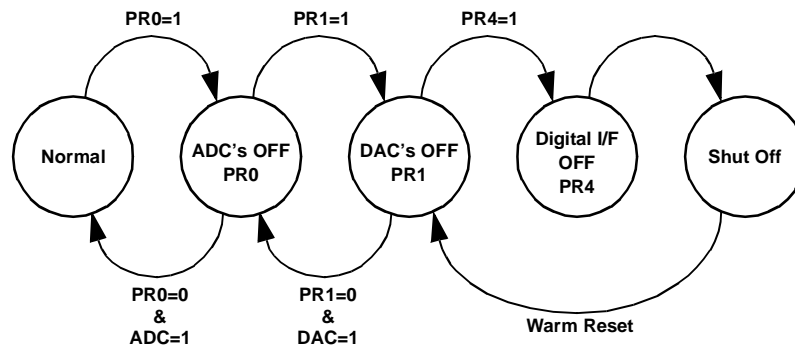 PR0=1
PR1=1
PR4=1
Normal
ADC's OFF
PR0
DAC's OFF
PR1
Digital I/F
OFF
PR4
Shut Off
PR0=0
&
ADC=1
PR1=0
&
DAC=1
Warm Reset